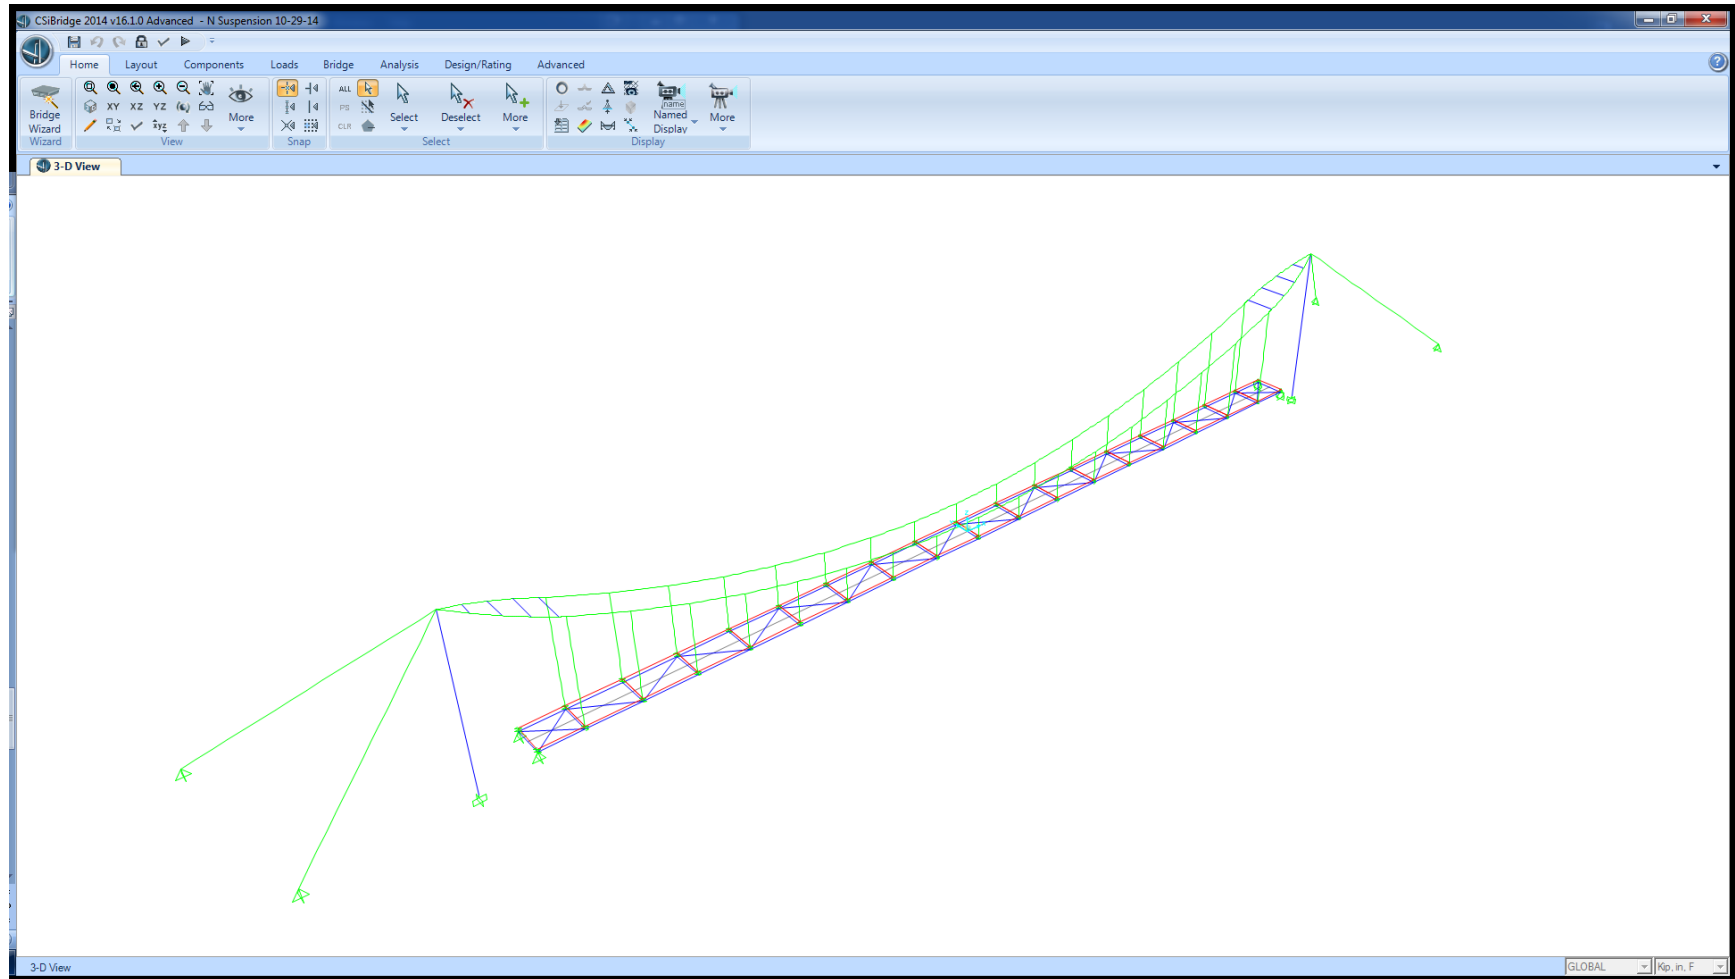 CSiBridge 2014 v16.1.0 Advanced - N Suspension 10-29-14
Home Layout Components Loads Bridge Analysis Design/Rating Advanced
Bridge Wizard
XY XZ YZ
xyz
More
ALL
PS
CLR
Select
Deselect
More
name
Named Display
More
Wizard View Snap Select Display
3-D View
3-D View
GLOBAL
Kip, in, F